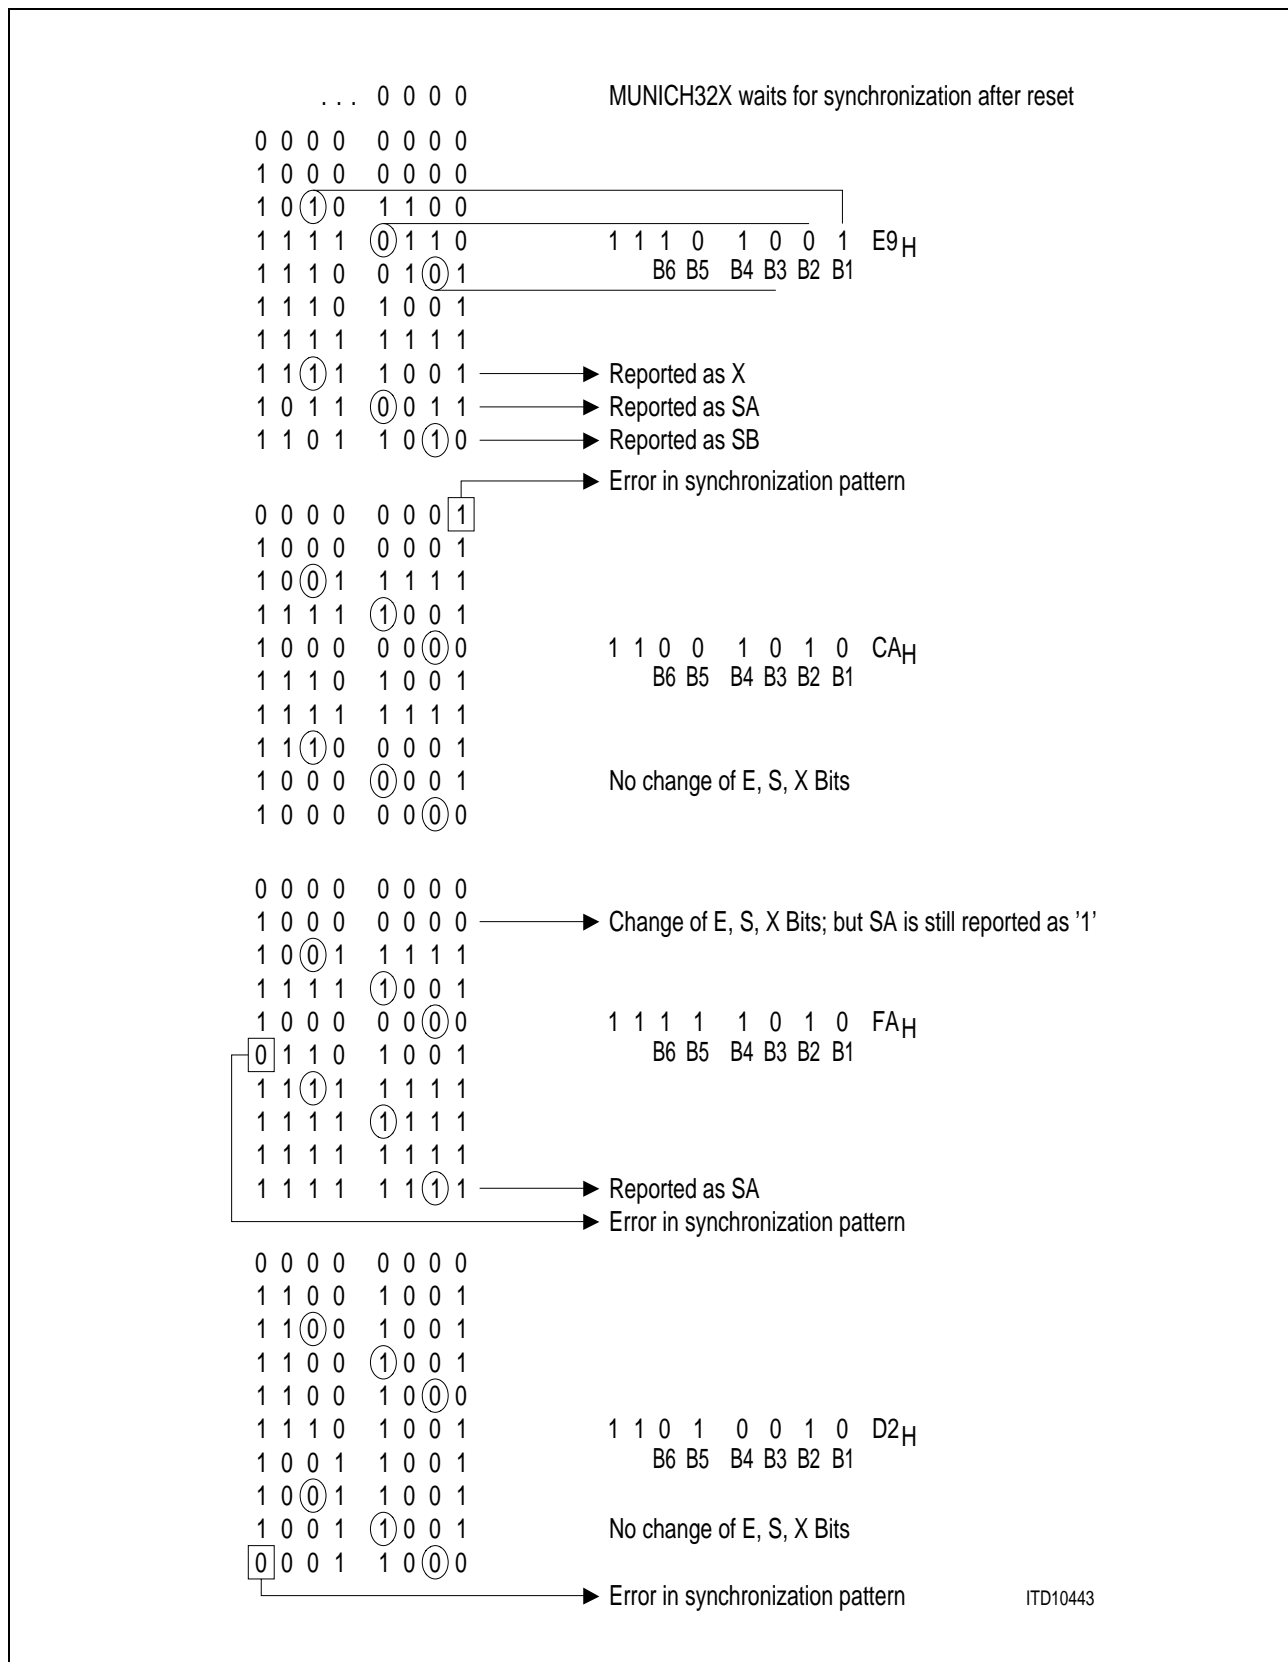 ... 0 0 0 0 MUNICH32X waits for synchronization after reset
0 0 0 0 0 0 0 0
1 0 0 0 0 0 0 0
1 0 1 0 1 1 0 0
1 1 1 1 0 1 1 0 1 1 1 0 1 0 0 1 E9H
1 1 1 0 0 1 0 1 B6 B5 B4 B3 B2 B1
1 1 1 0 1 0 0 1
1 1 1 1 1 1 1 1
1 1 1 1 1 0 0 1 Reported as X
1 0 1 1 0 0 1 1 Reported as SA
1 1 0 1 1 0 1 0 Reported as SB
Error in synchronization pattern
0 0 0 0 0 0 0 1
1 0 0 0 0 0 0 1
1 0 0 1 1 1 1 1
1 1 1 1 1 0 0 1
1 0 0 0 0 0 0 0 1 1 0 0 1 0 1 0 CAH
1 1 1 0 1 0 0 1 B6 B5 B4 B3 B2 B1
1 1 1 1 1 1 1 1
1 1 1 0 0 0 0 1
1 0 0 0 0 0 0 1 No change of E, S, X Bits
1 0 0 0 0 0 0 0
0 0 0 0 0 0 0 0
1 0 0 0 0 0 0 0 Change of E, S, X Bits; but SA is still reported as ’1’
1 0 0 1 1 1 1 1
1 1 1 1 1 0 0 1
1 0 0 0 0 0 0 0 1 1 1 1 1 0 1 0 FAH
0 1 1 0 1 0 0 1 B6 B5 B4 B3 B2 B1
1 1 1 1 1 1 1 1
1 1 1 1 1 1 1 1
1 1 1 1 1 1 1 1
1 1 1 1 1 1 1 1 Reported as SA
Error in synchronization pattern
0 0 0 0 0 0 0 0
1 1 0 0 1 0 0 1
1 1 0 0 1 0 0 1
1 1 0 0 1 0 0 1
1 1 0 0 1 0 0 0
1 1 1 0 1 0 0 1 1 1 0 1 0 0 1 0 D2H
1 0 0 1 1 0 0 1 B6 B5 B4 B3 B2 B1
1 0 0 1 1 0 0 1
1 0 0 1 1 0 0 1 No change of E, S, X Bits
0 0 0 1 1 0 0 0
Error in synchronization pattern ITD10443